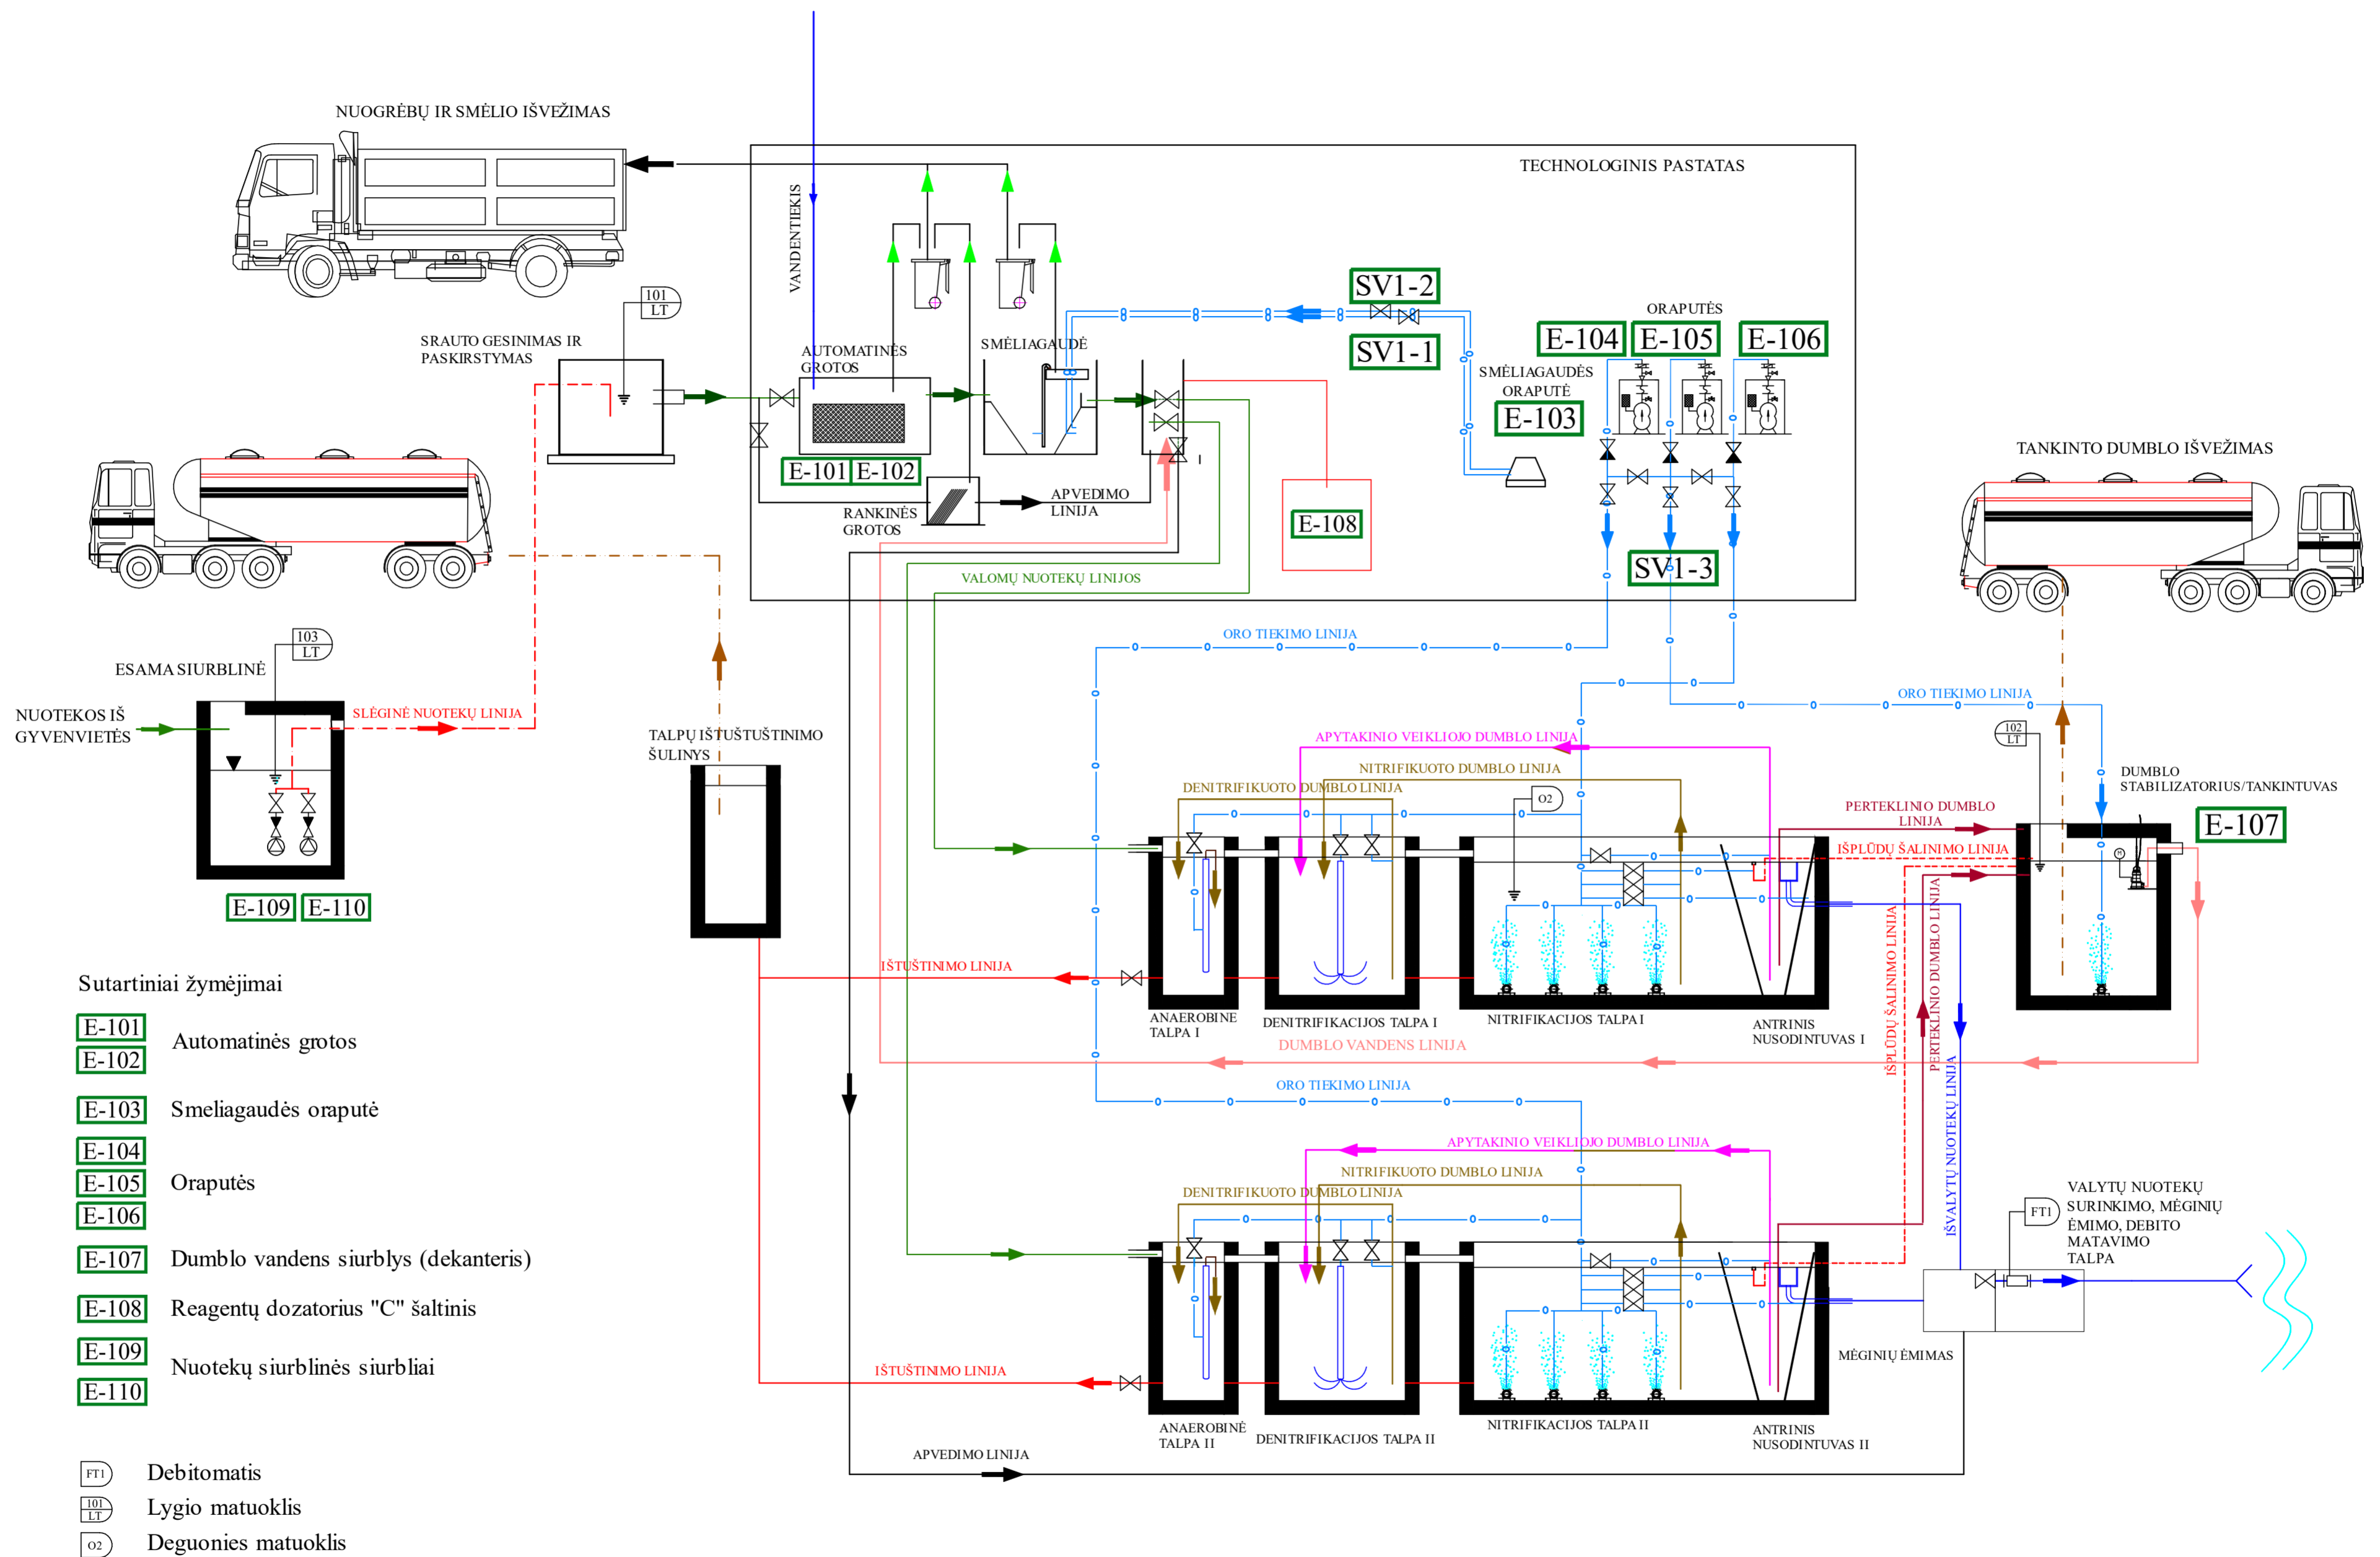 NUOGRĖBŲ IR SMĖLIO IŠVEŽIMAS
VANDENTIEKIS
TECHNOLOGINIS PASTATAS
101
LT
SRAUTO GESINIMAS IR
PASKIRSTYMAS
AUTOMATINĖS
GROTOS
SMĖLIAGAUDĖ
SV1-2
SV1-1
ORAPUTĖS
E-104
E-105
E-106
SMĖLIAGAUDĖS
ORAPUTĖ
E-103
E-101
E-102
RANKINĖS
GROTOS
APVEDIMO
LINIJA
E-108
SV1-3
VALOMŲ NUOTEKŲ LINIJOS
TANKINTO DUMBLO IŠVEŽIMAS
103
LT
ESAMA SIURBLINĖ
NUOTEKOS IŠ
GYVENVIETĖS
SLĖGINĖ NUOTEKŲ LINIJA
E-109
E-110
TALPŲ IŠTUŠTUŠTINIMO
ŠULINYS
ORO TIEKIMO LINIJA
ORO TIEKIMO LINIJA
APYTAKINIO VEIKLIOJO DUMBLO LINIJA
NITRIFIKUOTO DUMBLO LINIJA
DENITRIFIKUOTO DUMBLO LINIJA
O2
102
LT
DUMBLO
STABILIZATORIUS/TANKINTUVAS
E-107
PERTEKLINIO DUMBLO
LINIJA
IŠPLŪDŲ ŠALINIMO LINIJA
IŠPLŪDŲ ŠALINIMO LINIJA
PERTEKLINIO DUMBLO LINIJA
IŠVALYTŲ NUOTEKŲ LINIJA
IŠTUŠTINIMO LINIJA
ANAEROBINE
TALPA I
DENITRIFIKACIJOS TALPA I
NITRIFIKACIJOS TALPA I
ANTRINIS
NUSODINTUVAS I
DUMBLO VANDENS LINIJA
ORO TIEKIMO LINIJA
APYTAKINIO VEIKLIOJO DUMBLO LINIJA
NITRIFIKUOTO DUMBLO LINIJA
DENITRIFIKUOTO DUMBLO LINIJA
FT1
VALYTŲ NUOTEKŲ
SURINKIMO, MĖGINIŲ
ĖMIMO, DEBITO
MATAVIMO
TALPA
MĖGINIŲ ĖMIMAS
IŠTUŠTINIMO LINIJA
ANAEROBINĖ
TALPA II
DENITRIFIKACIJOS TALPA II
NITRIFIKACIJOS TALPA II
ANTRINIS
NUSODINTUVAS II
APVEDIMO LINIJA
Sutartiniai žymėjimai
E-101
E-102
Automatinės grotos
E-103
Smeliagaudės oraputė
E-104
E-105
E-106
Oraputės
E-107
Dumblo vandens siurblys (dekanteris)
E-108
Reagentų dozatorius "C" šaltinis
E-109
E-110
Nuotekų siurblinės siurbliai
FT1
Debitomatis
101
LT
Lygio matuoklis
O2
Deguonies matuoklis